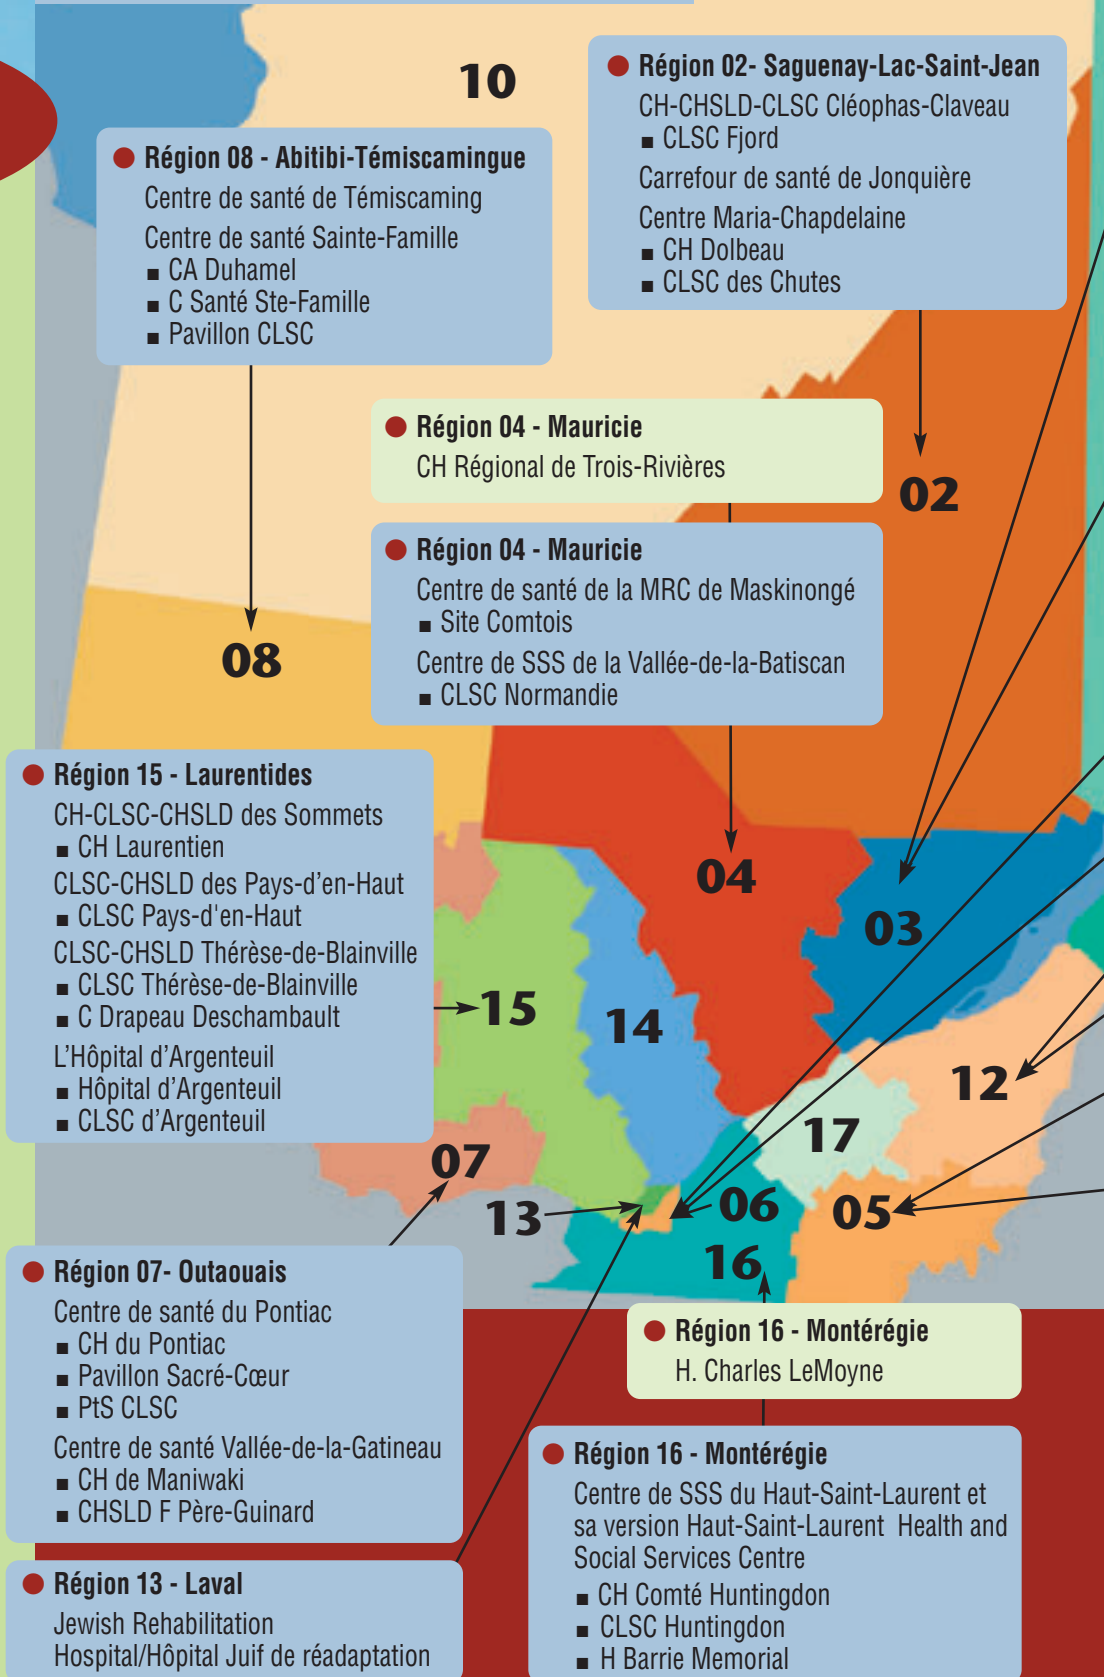 10
● Région 02- Saguenay-Lac-Saint-Jean
CH-CHSLD-CLSC Cléophas-Claveau
■ CLSC Fjord
Carrefour de santé de Jonquière
Centre Maria-Chapdelaine
■ CH Dolbeau
■ CLSC des Chutes
● Région 08 - Abitibi-Témiscamingue
Centre de santé de Témiscaming
Centre de santé Sainte-Famille
■ CA Duhamel
■ C Santé Ste-Famille
■ Pavillon CLSC
● Région 04 - Mauricie
CH Régional de Trois-Rivières
02
● Région 04 - Mauricie
Centre de santé de la MRC de Maskinongé
■ Site Comtois
Centre de SSS de la Vallée-de-la-Batiscan
■ CLSC Normandie
08
● Région 15 - Laurentides
CH-CLSC-CHSLD des Sommets
■ CH Laurentien
CLSC-CHSLD des Pays-d’en-Haut
■ CLSC Pays-d'en-Haut
CLSC-CHSLD Thérèse-de-Blainville
■ CLSC Thérèse-de-Blainville
■ C Drapeau Deschambault
L’Hôpital d’Argenteuil
■ Hôpital d’Argenteuil
■ CLSC d’Argenteuil
04
03
15
14
12
17
07
13
06
05
16
● Région 07- Outaouais
Centre de santé du Pontiac
■ CH du Pontiac
■ Pavillon Sacré-Cœur
■ PtS CLSC
Centre de santé Vallée-de-la-Gatineau
■ CH de Maniwaki
■ CHSLD F Père-Guinard
● Région 16 - Montérégie
H. Charles LeMoyne
● Région 16 - Montérégie
Centre de SSS du Haut-Saint-Laurent et
sa version Haut-Saint-Laurent Health and
Social Services Centre
■ CH Comté Huntingdon
■ CLSC Huntingdon
■ H Barrie Memorial
● Région 13 - Laval
Jewish Rehabilitation
Hospital/Hôpital Juif de réadaptation